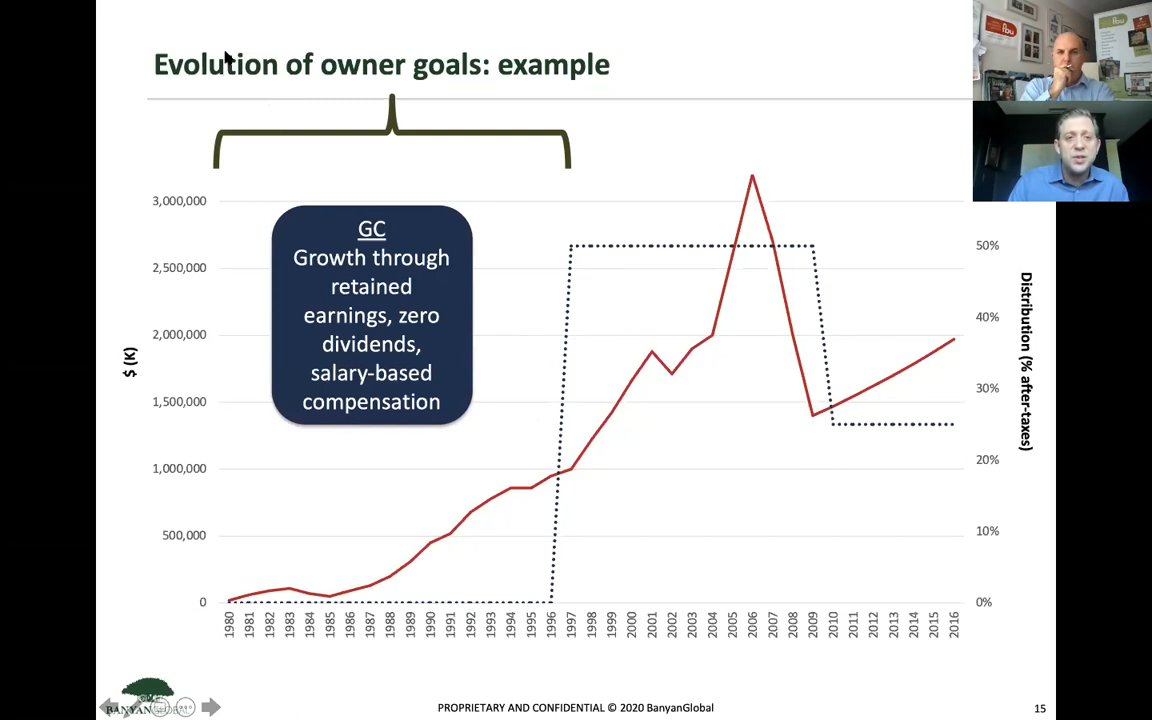 Evolution of owner goals: example
GC
Growth through
retained
earnings, zero
dividends,
salary-based
compensation
$ (K)
3,000,000
2,500,000
2,000,000
1,500,000
1,000,000
500,000
0
50%
40%
30%
20%
10%
0%
Distribution (% after-taxes)
1980 1981 1982 1983 1984 1985 1986 1987 1988 1989 1990 1991 1992 1993 1994 1995 1996 1997 1998 1999 2000 2001 2002 2003 2004 2005 2006 2007 2008 2009 2010 2011 2012 2013 2014 2015 2016
BANYAN GLOBAL
PROPRIETARY AND CONFIDENTIAL © 2020 BanyanGlobal
15
fbu